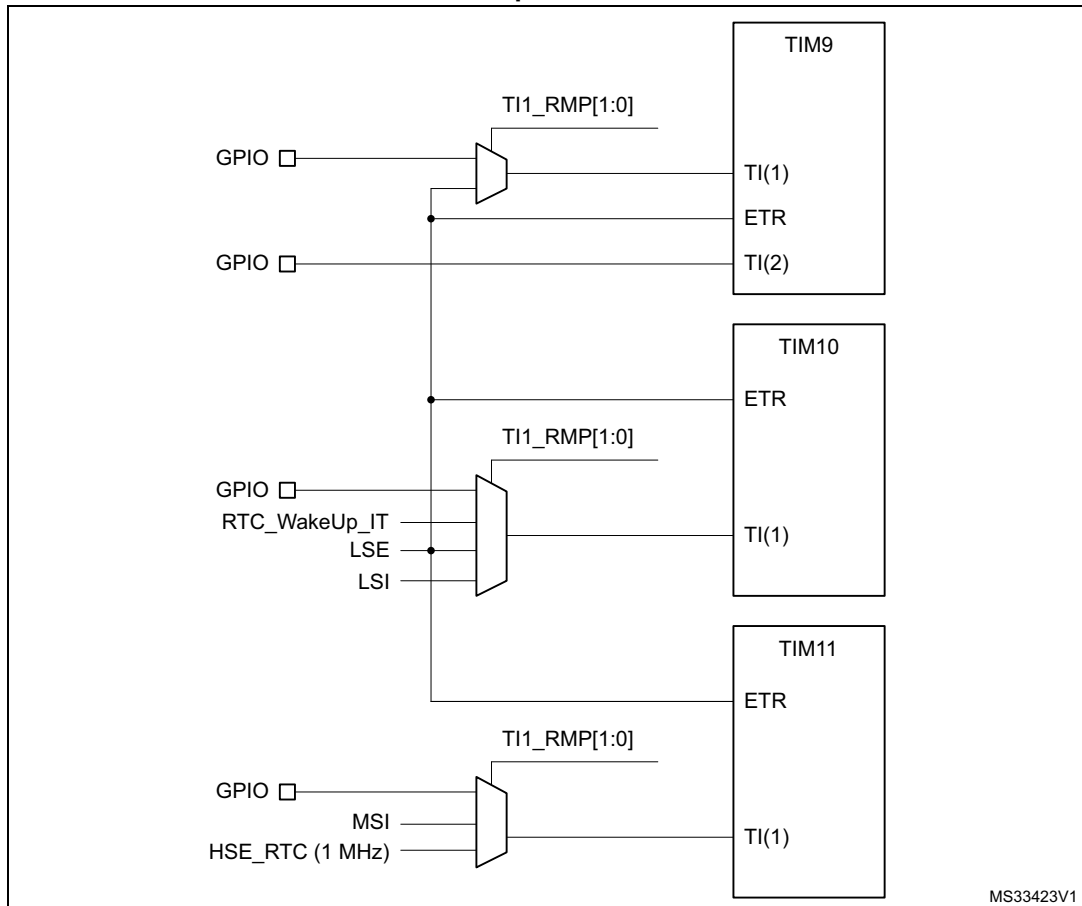 TIM9
TI1_RMP[1:0]
GPIO
TI(1)
ETR
GPIO
TI(2)
TIM10
ETR
TI1_RMP[1:0]
GPIO
RTC_WakeUp_IT
TI(1)
LSE
LSI
TIM11
ETR
TI1_RMP[1:0]
GPIO
MSI
TI(1)
HSE_RTC (1 MHz)
MS33423V1